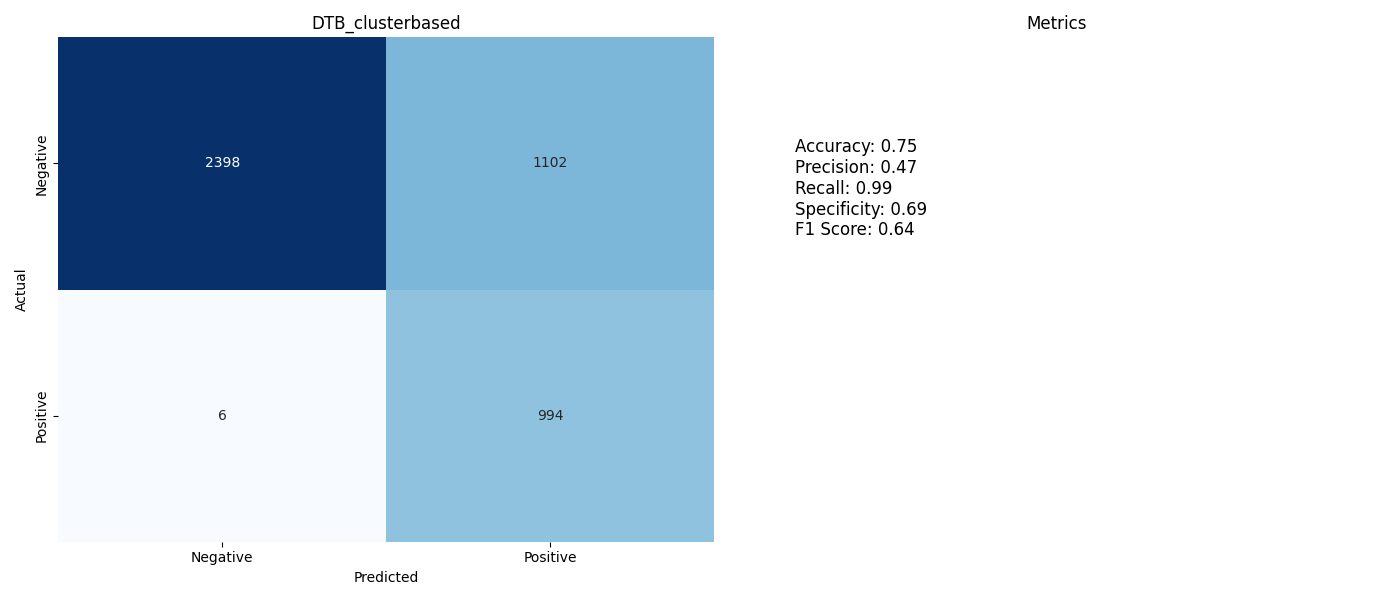 DTB_clusterbased
Metrics
Negative
2398
1102
Accuracy: 0.75
Precision: 0.47
Recall: 0.99
Specificity: 0.69
F1 Score: 0.64
Actual
Positive
6
994
Negative
Positive
Predicted